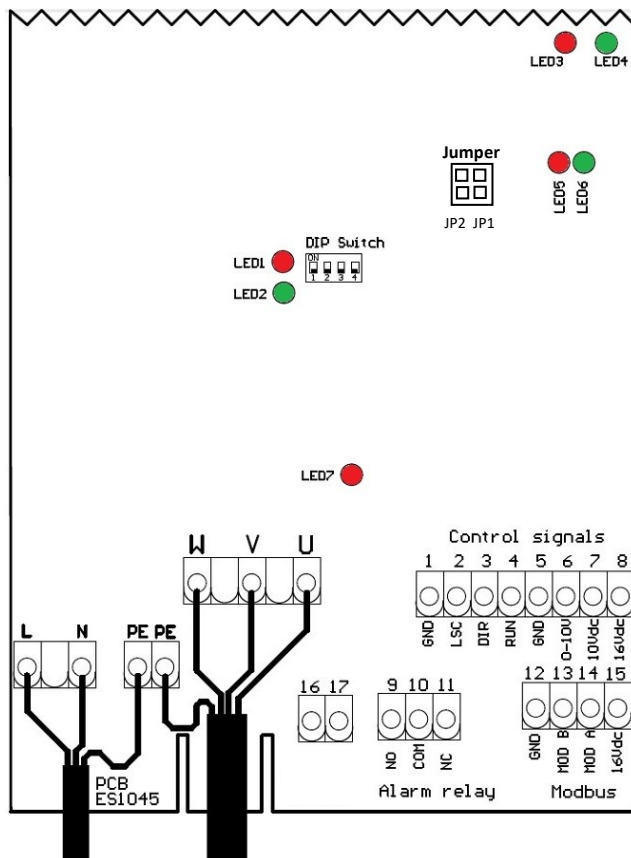 LED3 LED4
Jumper
LED5 LED6
JP2 JP1
DIP Switch
ON
1 2 3 4
LED1
LED2
LED7
W V U
Control signals
1 2 3 4 5 6 7 8
GND LSC DIR RUN GND 0-10V 10Vdc 16Vdc
L N PE PE
16 17
9 10 11
NO COM NC
Alarm relay
12 13 14 15
GND MOD B MOD A 16Vdc
Modbus
PCB
ES1045